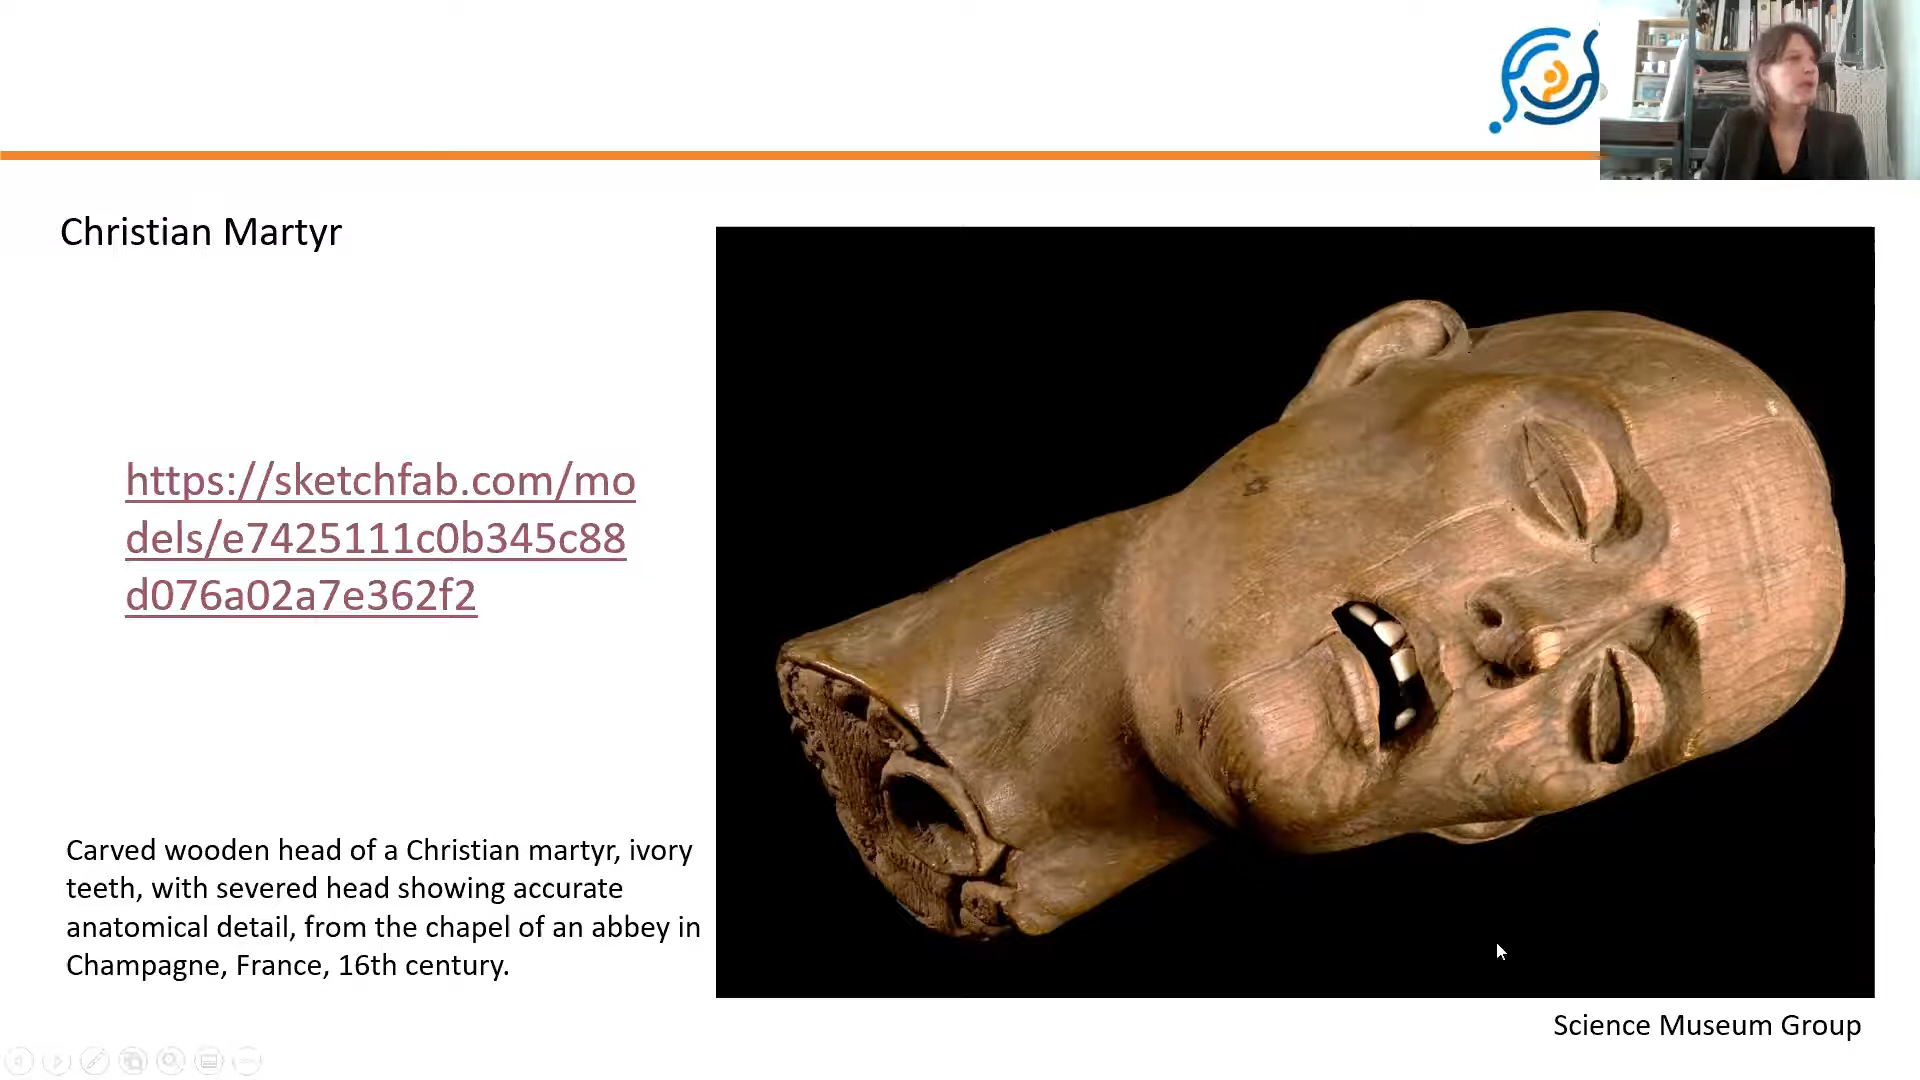 Christian Martyr
https://sketchfab.com/mo
dels/e7425111c0b345c88
d076a02a7e362f2
Carved wooden head of a Christian martyr, ivory
teeth, with severed head showing accurate
anatomical detail, from the chapel of an abbey in
Champagne, France, 16th century.
Science Museum Group